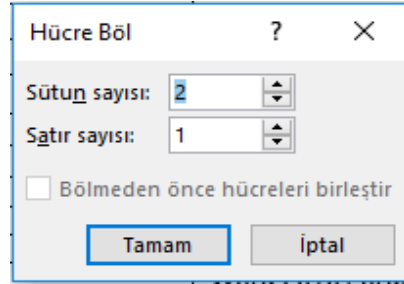 Hücre Böl ?
Sütun sayısı: 2
Satır sayısı: 1
Bölmeden önce hücreleri birleştir
Tamam İptal